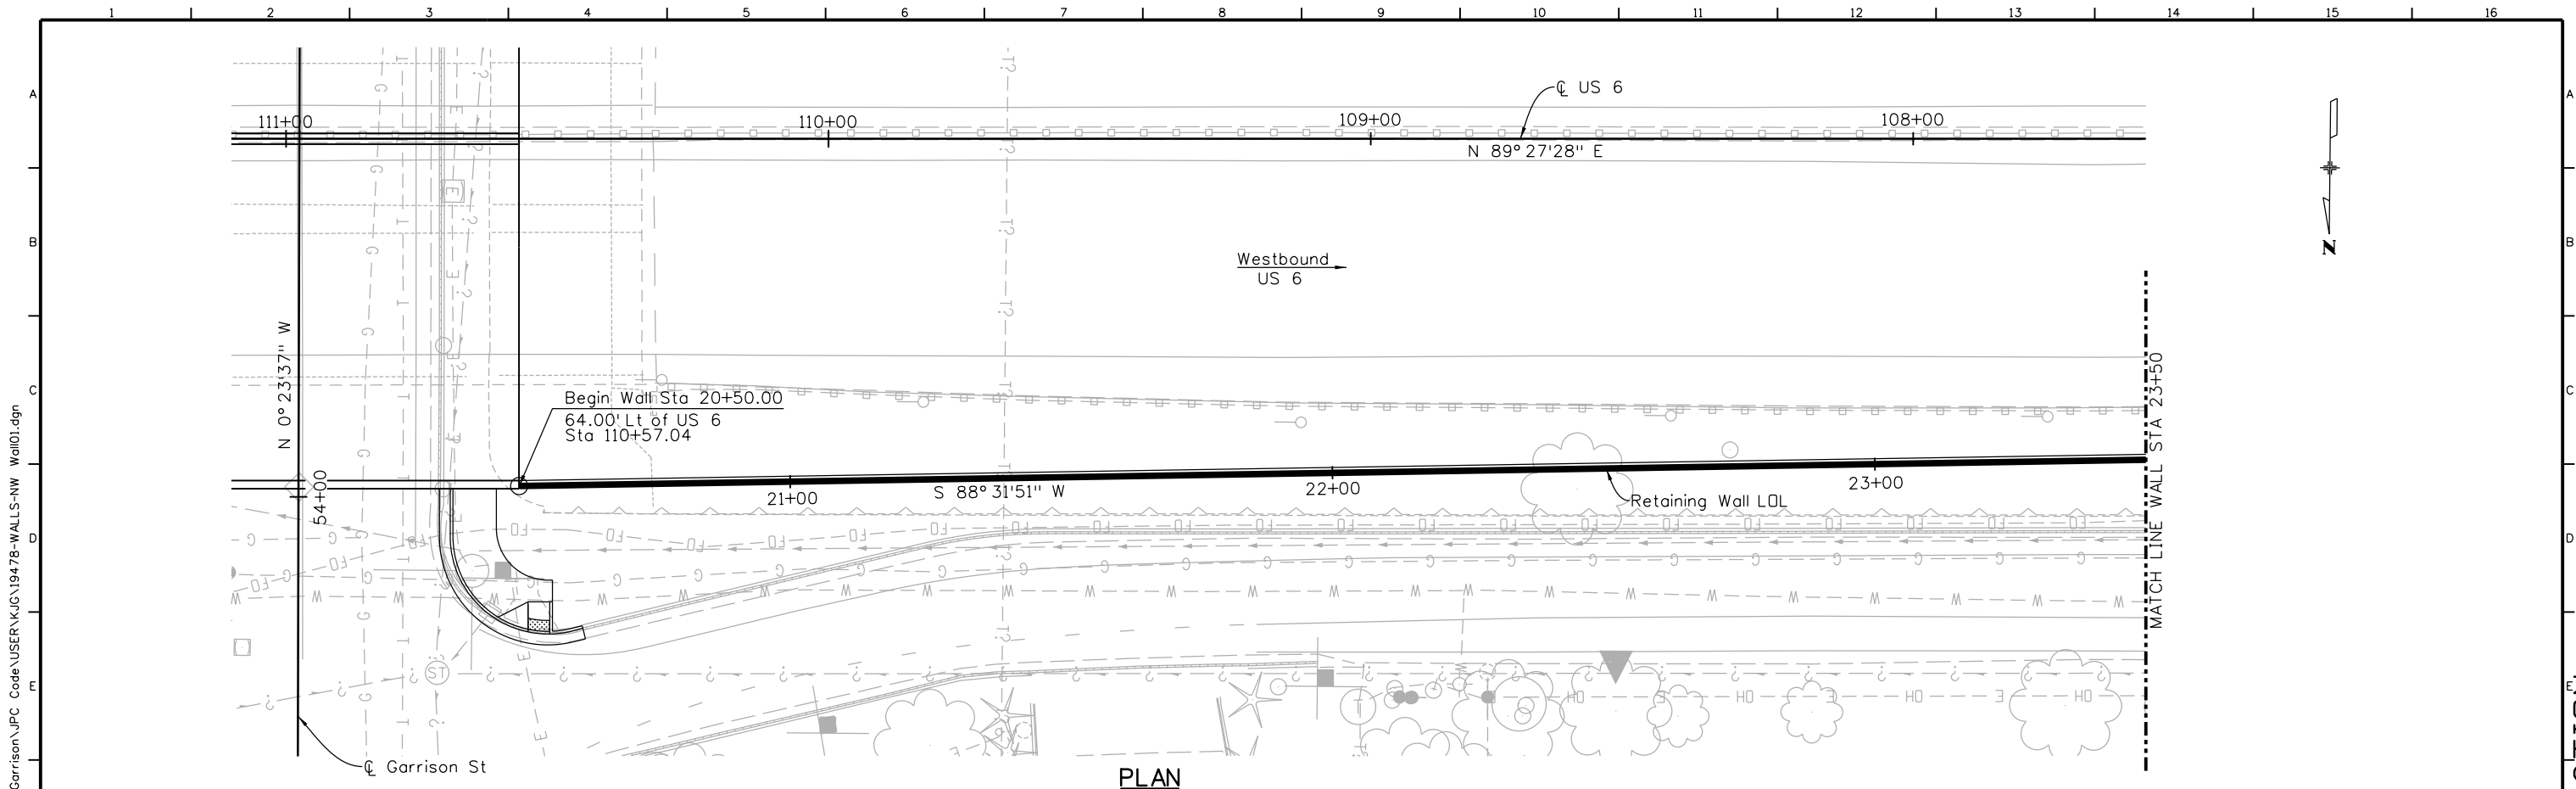 1 2 3 4 5 6 7 8 9 10 11 12 13 14 15 16
A
A
℄ US 6
111+00 110+00 109+00 108+00
N 89° 27'28" E
B
B
Westbound
US 6
N
N 0° 23'37" W
C
C
Begin Wall Sta 20+50.00
64.00' Lt of US 6
Sta 110+57.04
MATCH LINE WALL STA 23+50
54+00
21+00
S 88° 31'51" W
22+00
23+00
Retaining Wall LOL
D
D
ST
E
E
℄ Garrison St
PLAN
Garrison\JPC Code\USER\KJG\19478-WALLS-NW Wall01.dgn